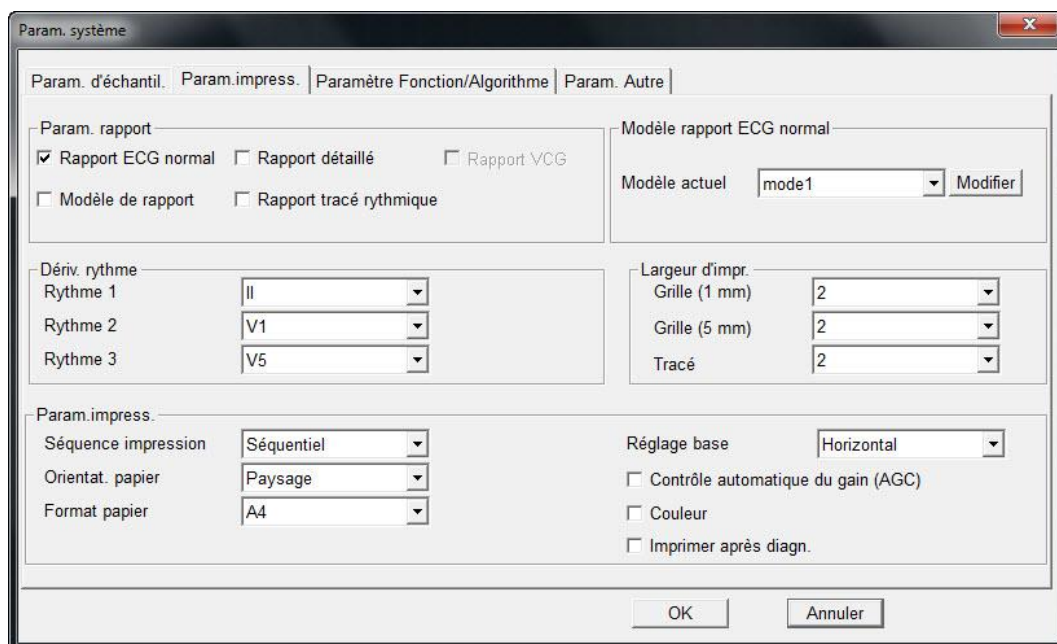 Param. système
Param. d'échantil. Param.impress. Paramètre Fonction/Algorithme Param. Autre
Param. rapport
Rapport ECG normal Rapport détaillé Rapport VCG
Modèle de rapport Rapport tracé rythmique
Modèle rapport ECG normal
Modèle actuel mode1 Modifier
Dériv. rythme
Rythme 1 II
Rythme 2 V1
Rythme 3 V5
Largeur d'impr.
Grille (1 mm) 2
Grille (5 mm) 2
Tracé 2
Param.impress.
Séquence impression Séquentiel
Orientat. papier Paysage
Format papier A4
Réglage base Horizontal
Contrôle automatique du gain (AGC)
Couleur
Imprimer après diagn.
OK Annuler